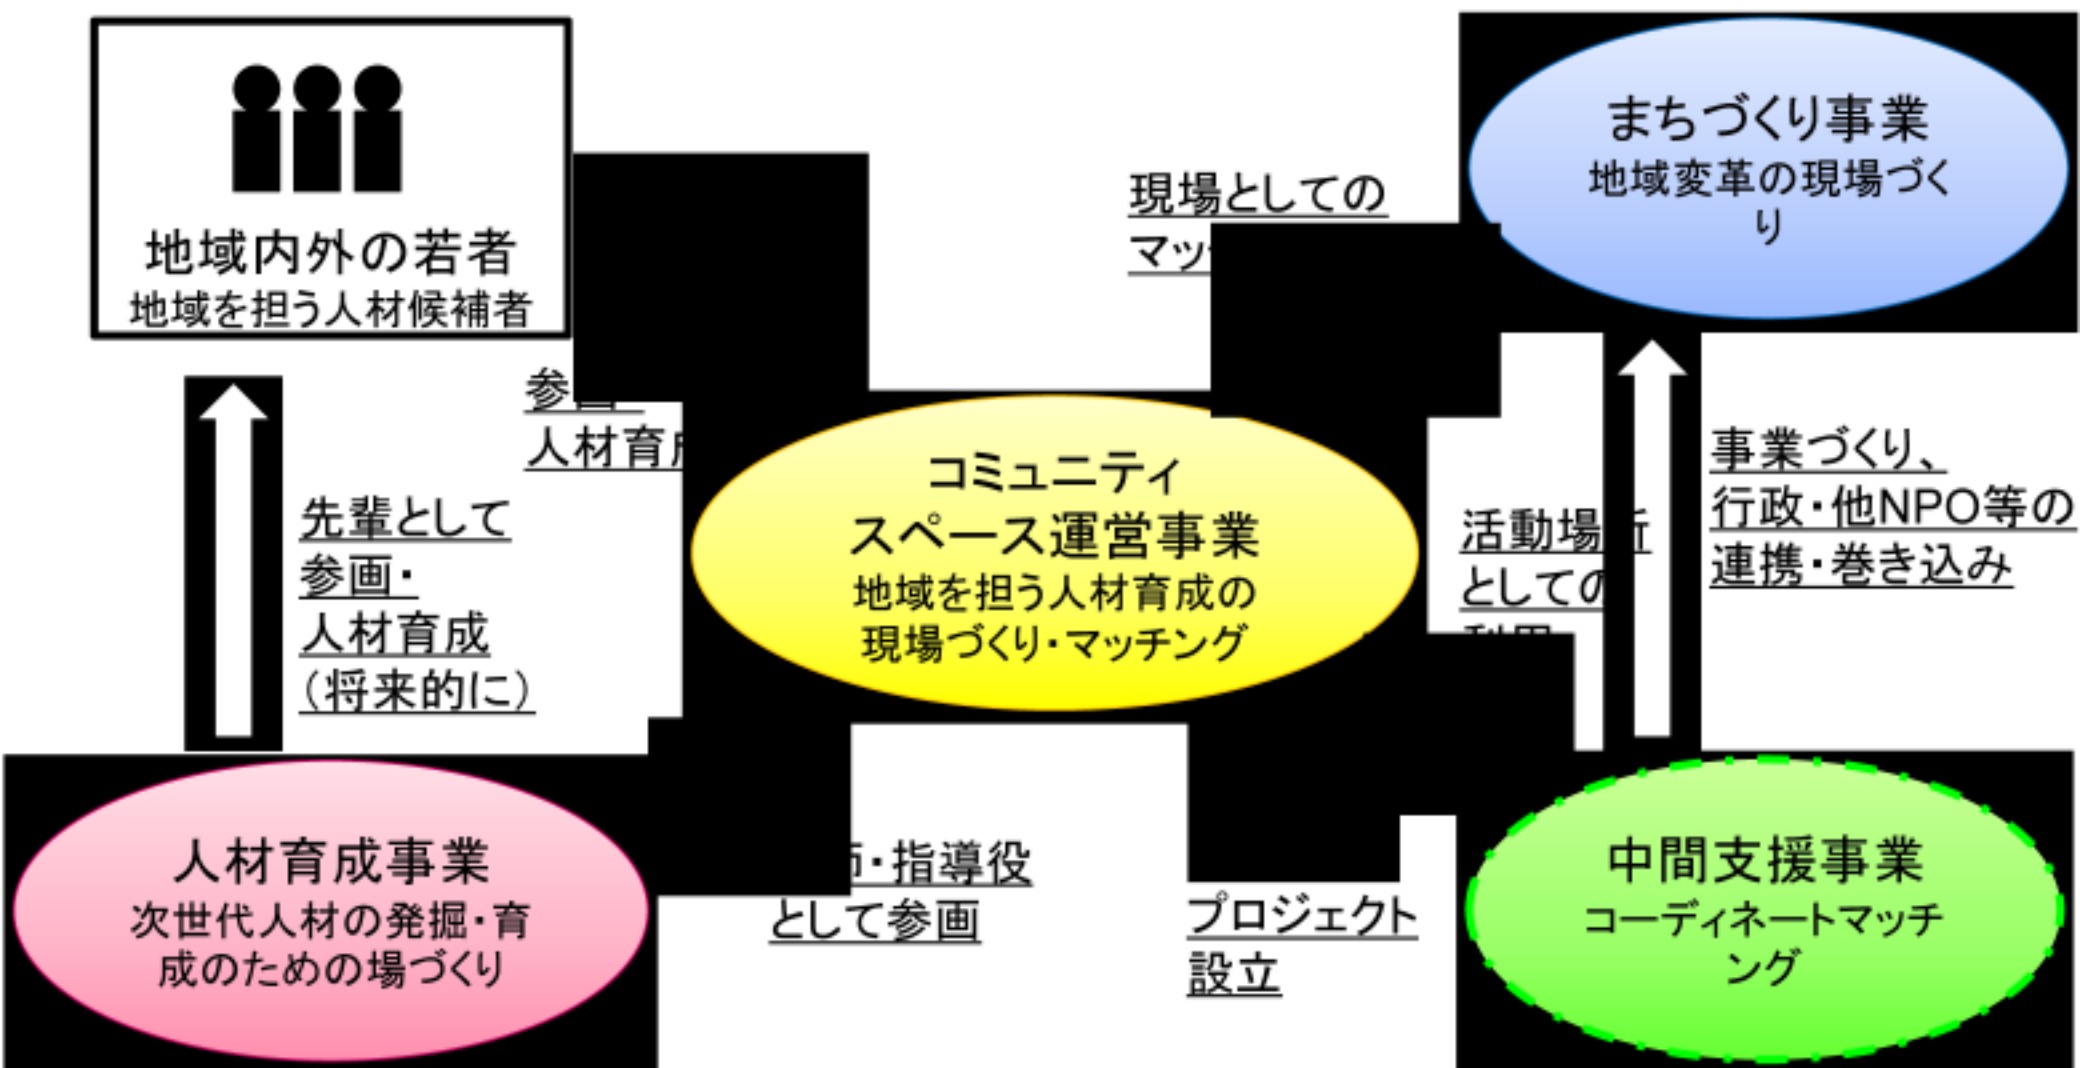 地域内外の若者
地域を担う人材候補者
まちづくり事業
地域変革の現場づく
り
現場としての
マッ
参画・
人材育
先輩として
参画・
人材育成
（将来的に）
コミュニティ
スペース運営事業
地域を担う人材育成の
現場づくり・マッチング
活動場所
としての
事業づくり、
行政・他NPO等の
連携・巻き込み
人材育成事業
次世代人材の発掘・育
成のための場づくり
・指導役
として参画
プロジェクト
設立
中間支援事業
コーディネートマッチ
ング